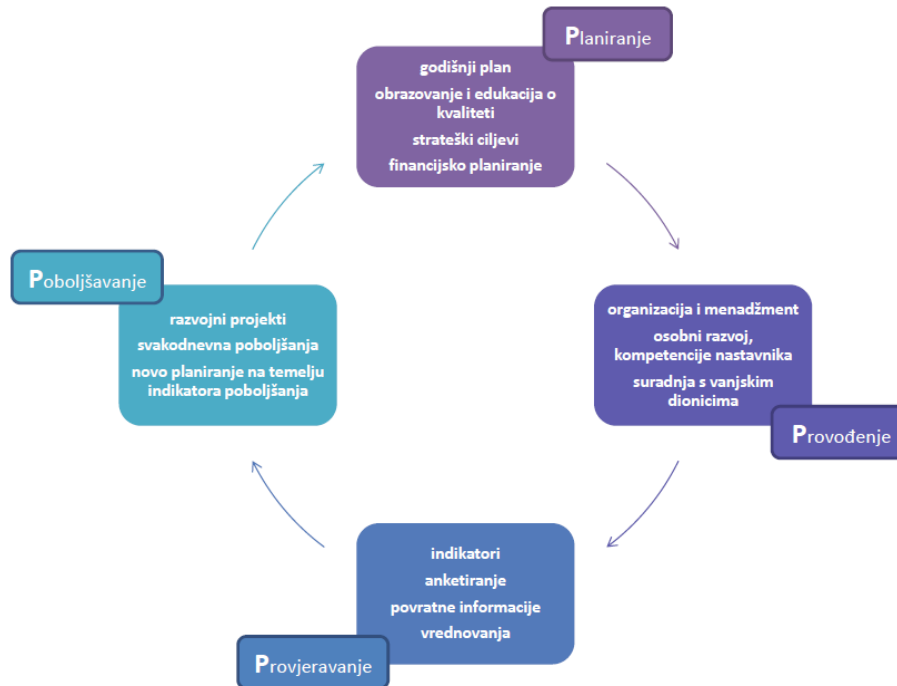 Planiranje
godišnji plan
obrazovanje i edukacija o
kvaliteti
strateški ciljevi
financijsko planiranje
Poboljšavanje
razvojni projekti
svakodnevna poboljšanja
novo planiranje na temelju
indikatora poboljšanja
organizacija i menadžment
osobni razvoj,
kompetencije nastavnika
suradnja s vanjskim
dionicima
Provođenje
indikatori
anketiranje
povratne informacije
vrednovanja
Provjeravanje